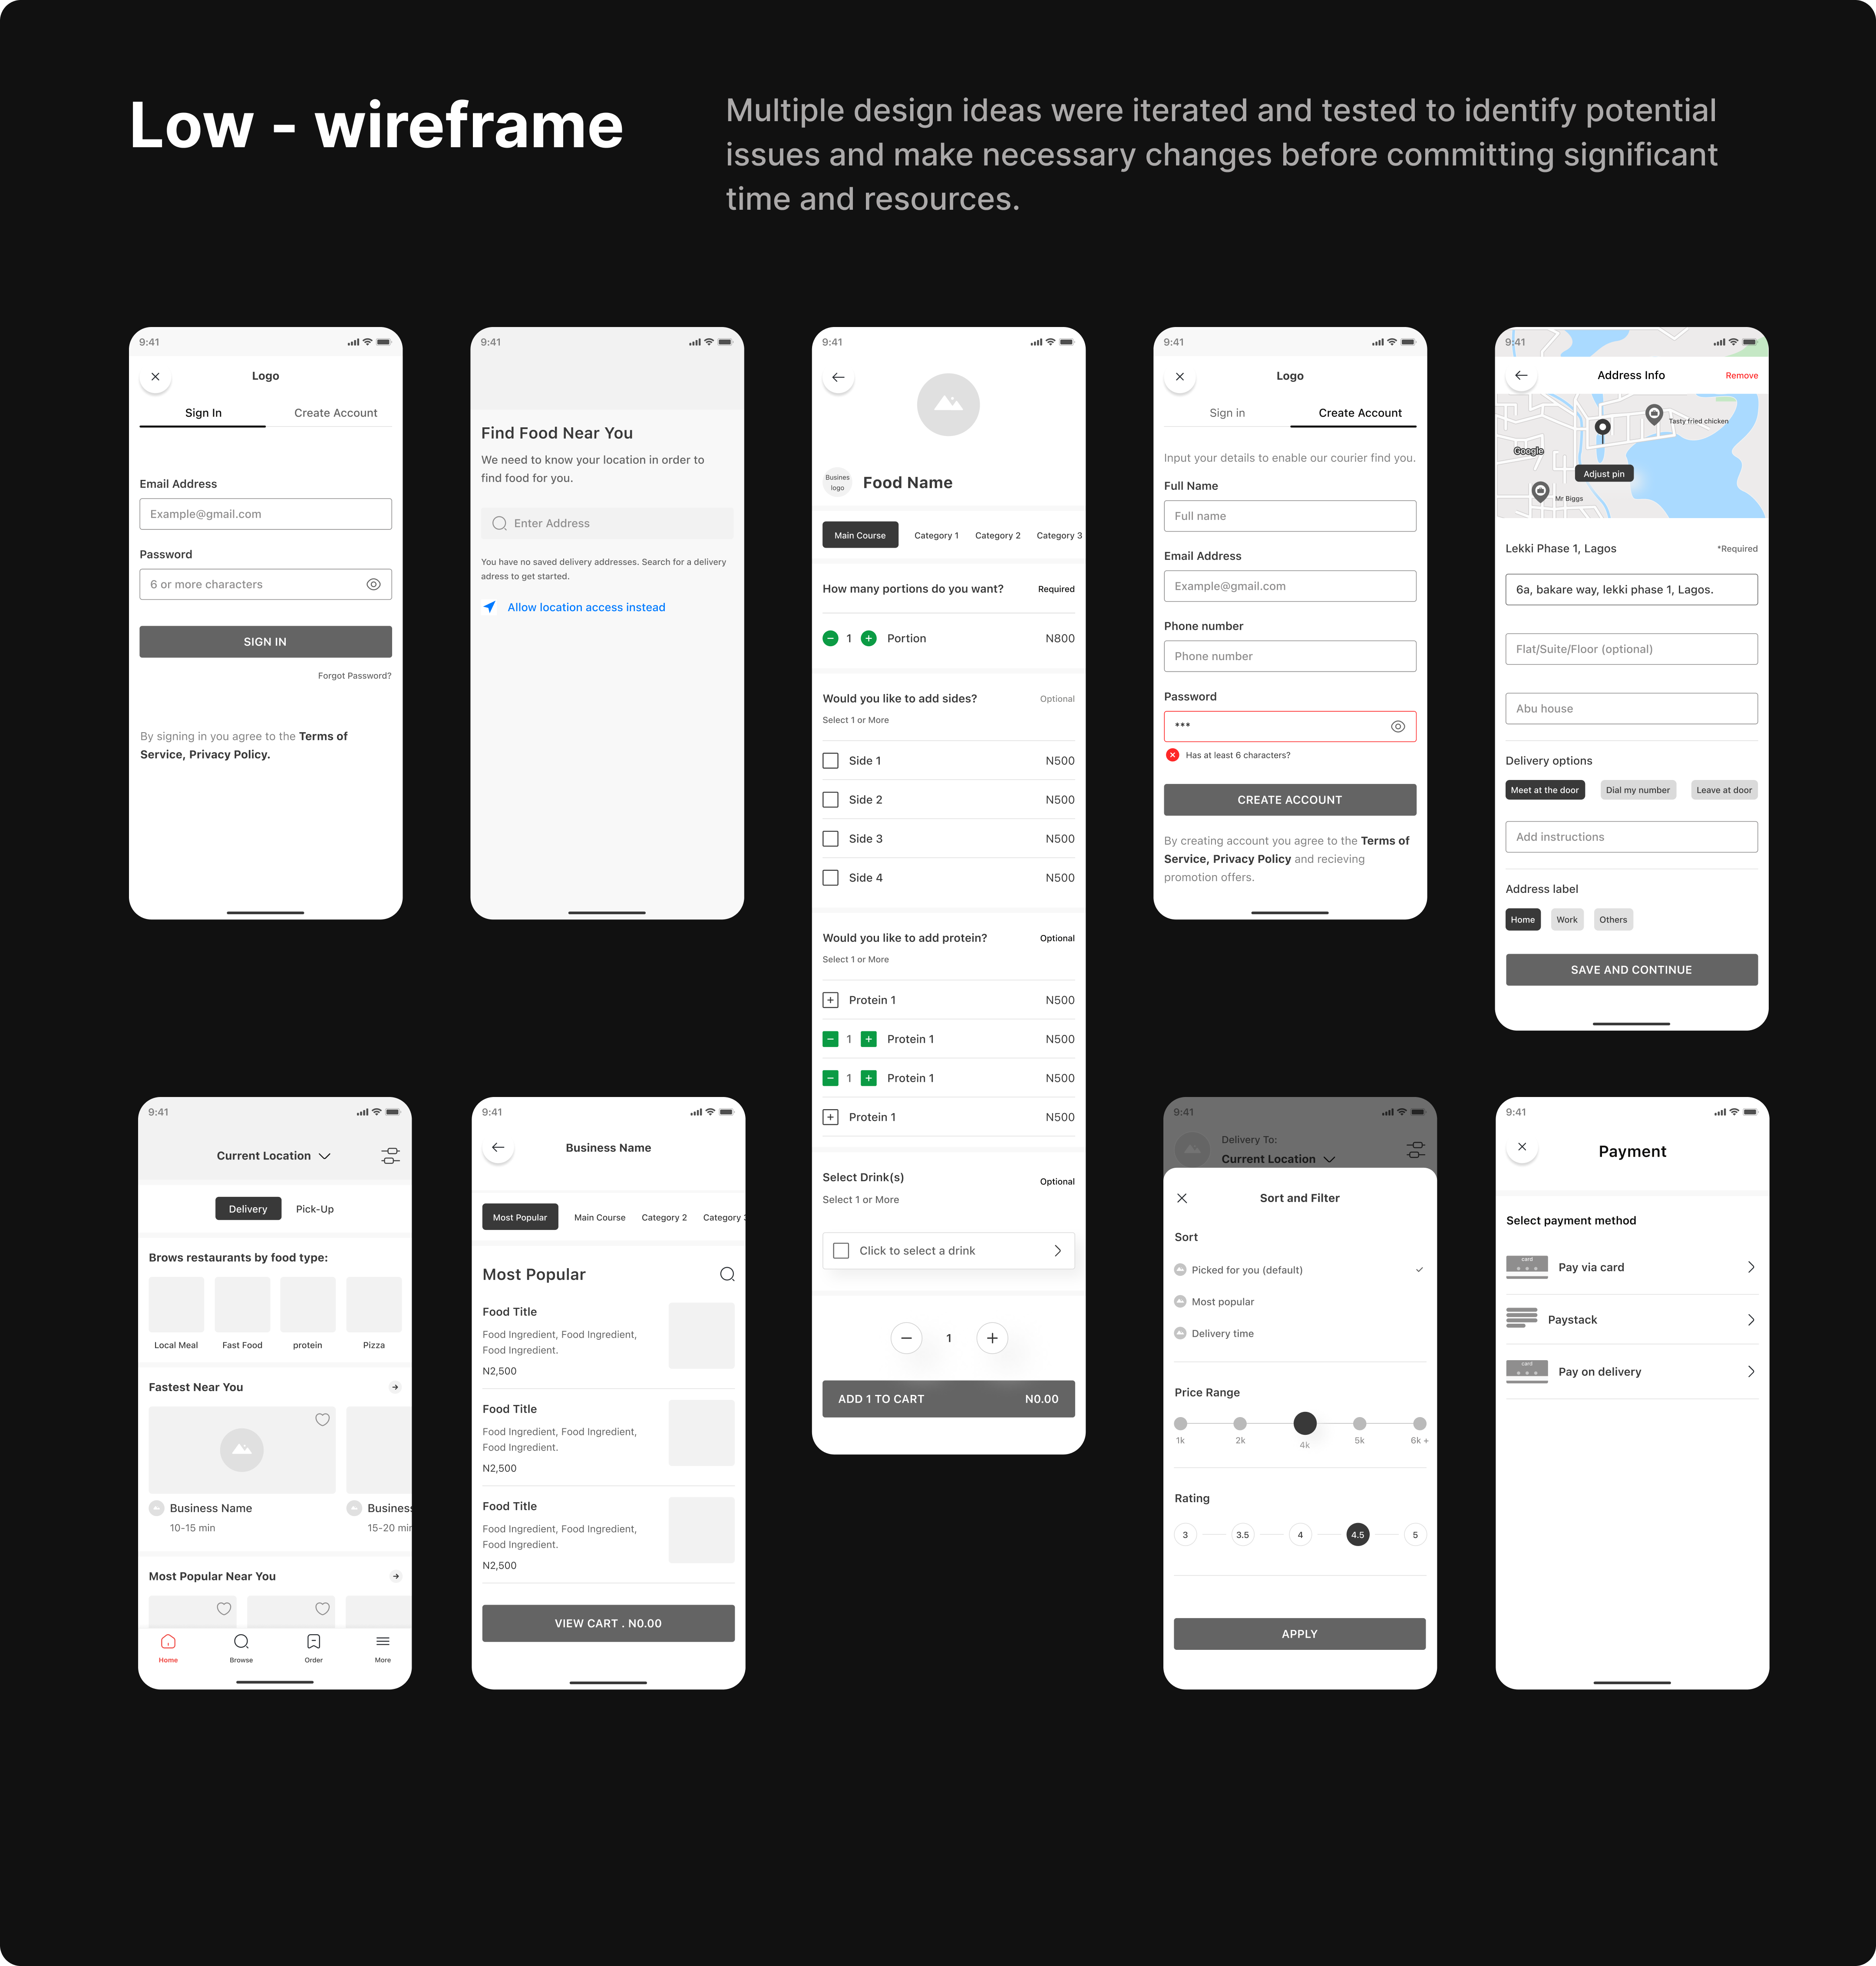 Low - wireframe
Multiple design ideas were iterated and tested to identify potential
issues and make necessary changes before committing significant
time and resources.
9:41
Logo
Sign In
Create Account
Email Address
Example@gmail.com
Password
6 or more characters
SIGN IN
Forgot Password?
By signing in you agree to the Terms of
Service, Privacy Policy.
9:41
Find Food Near You
We need to know your location in order to
find food for you.
Enter Address
You have no saved delivery addresses. Search for a delivery
adress to get started.
Allow location access instead
9:41
Busines
logo
Food Name
Main Course Category 1 Category 2 Category 3
How many portions do you want? Required
1 Portion N800
Would you like to add sides? Optional
Select 1 or More
Side 1 N500
Side 2 N500
Side 3 N500
Side 4 N500
Would you like to add protein? Optional
Select 1 or More
Protein 1 N500
1 Protein 1 N500
1 Protein 1 N500
Protein 1 N500
Select Drink(s) Optional
Select 1 or More
Click to select a drink
1
ADD 1 TO CART N0.00
9:41
Logo
Sign in
Create Account
Input your details to enable our courier find you.
Full Name
Full name
Email Address
Example@gmail.com
Phone number
Phone number
Password
***
Has at least 6 characters?
CREATE ACCOUNT
By creating account you agree to the Terms of
Service, Privacy Policy and recieving
promotion offers.
9:41
Address Info
Remove
Tasty fried chicken
Google
Adjust pin
Mr Biggs
Lekki Phase 1, Lagos *Required
6a, bakare way, lekki phase 1, Lagos.
Flat/Suite/Floor (optional)
Abu house
Delivery options
Meet at the door Dial my number Leave at door
Add instructions
Address label
Home Work Others
SAVE AND CONTINUE
9:41
Current Location
Delivery Pick-Up
Brows restaurants by food type:
Local Meal Fast Food protein Pizza
Fastest Near You
Business Name Business
10-15 min 15-20 min
Most Popular Near You
Home Browse Order More
9:41
Business Name
Most Popular Main Course Category 2 Category 3
Most Popular
Food Title
Food Ingredient, Food Ingredient,
Food Ingredient.
N2,500
Food Title
Food Ingredient, Food Ingredient,
Food Ingredient.
N2,500
Food Title
Food Ingredient, Food Ingredient,
Food Ingredient.
N2,500
VIEW CART . N0.00
9:41
Delivery To:
Current Location
Sort and Filter
Sort
Picked for you (default)
Most popular
Delivery time
Price Range
1k 2k 4k 5k 6k +
Rating
3 3.5 4 4.5 5
APPLY
9:41
Payment
Select payment method
card
Pay via card
Paystack
card
Pay on delivery